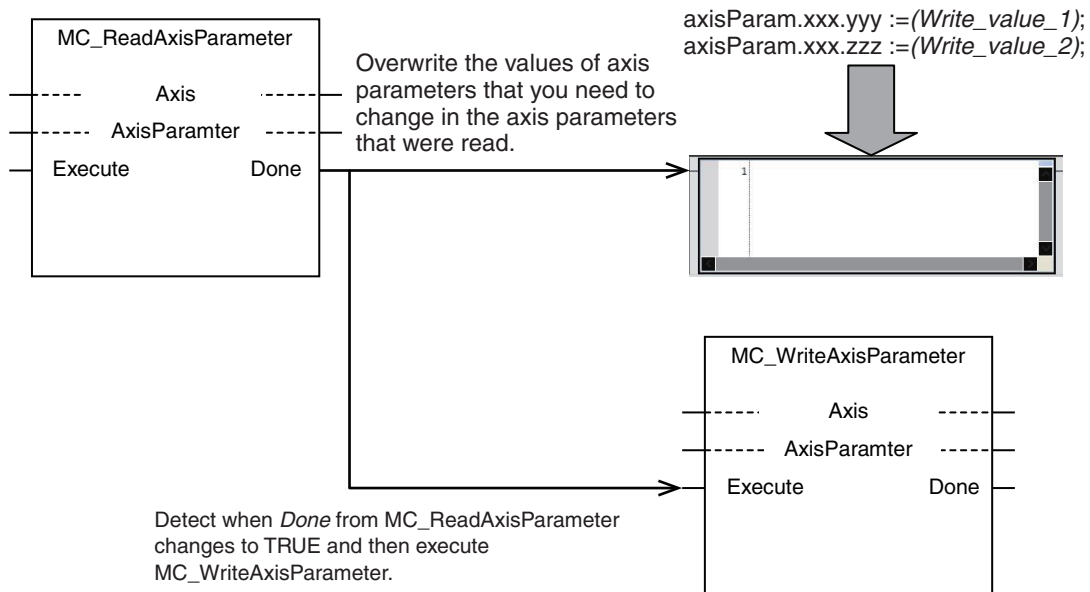 MC_ReadAxisParameter
Axis
AxisParamter
Execute Done
Overwrite the values of axis
parameters that you need to
change in the axis parameters
that were read.
axisParam.xxx.yyy :=(Write_value_1);
axisParam.xxx.zzz :=(Write_value_2);
1
MC_WriteAxisParameter
Axis
AxisParamter
Execute Done
Detect when Done from MC_ReadAxisParameter
changes to TRUE and then execute
MC_WriteAxisParameter.